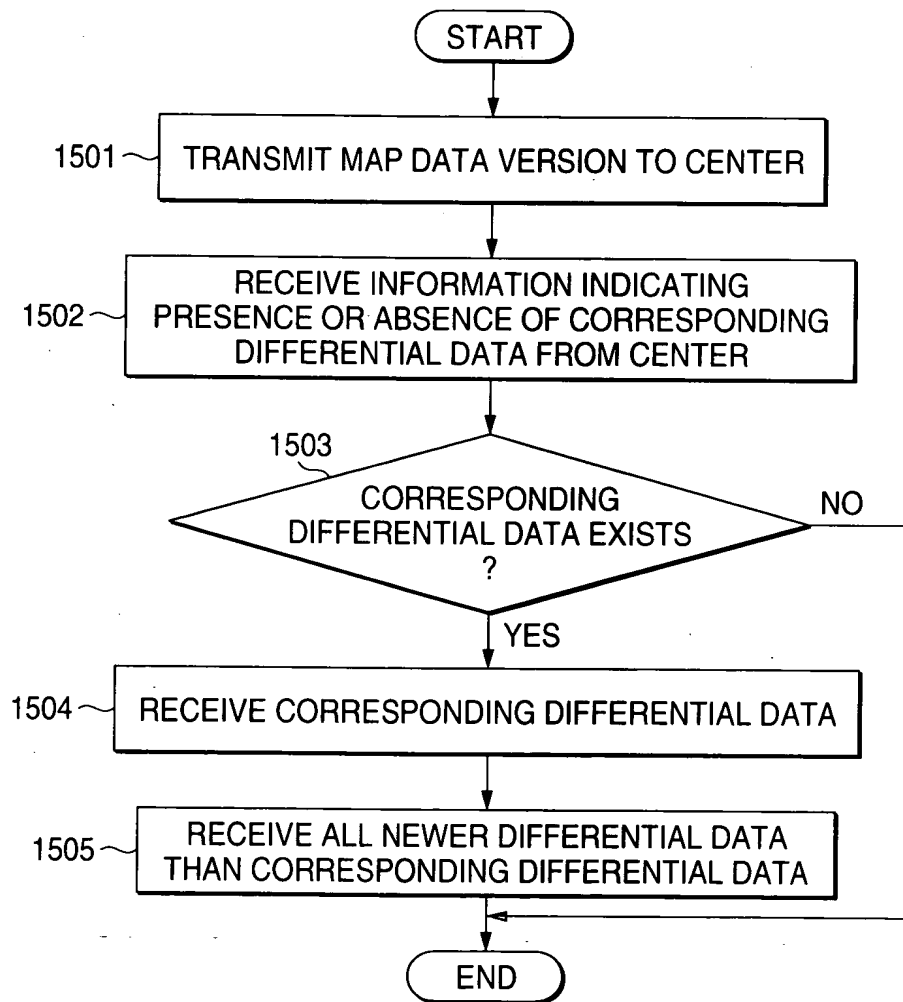 START
1501
TRANSMIT MAP DATA VERSION TO CENTER
1502
RECEIVE INFORMATION INDICATING
PRESENCE OR ABSENCE OF CORRESPONDING
DIFFERENTIAL DATA FROM CENTER
1503
CORRESPONDING
DIFFERENTIAL DATA EXISTS
?
NO
YES
1504
RECEIVE CORRESPONDING DIFFERENTIAL DATA
1505
RECEIVE ALL NEWER DIFFERENTIAL DATA
THAN CORRESPONDING DIFFERENTIAL DATA
END